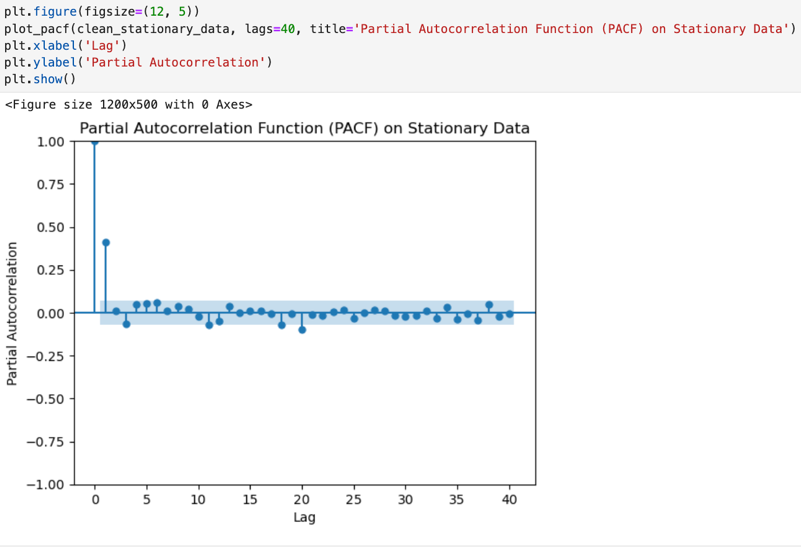 plt.figure(figsize=(12, 5))
plot_pacf(clean_stationary_data, lags=40, title='Partial Autocorrelation Function (PACF) on Stationary Data')
plt.xlabel('Lag')
plt.ylabel('Partial Autocorrelation')
plt.show()
<Figure size 1200x500 with 0 Axes>
Partial Autocorrelation Function (PACF) on Stationary Data
1.00
0.75
0.50
0.25
0.00
−0.25
−0.50
−0.75
−1.00
Partial Autocorrelation
0 5 10 15 20 25 30 35 40
Lag